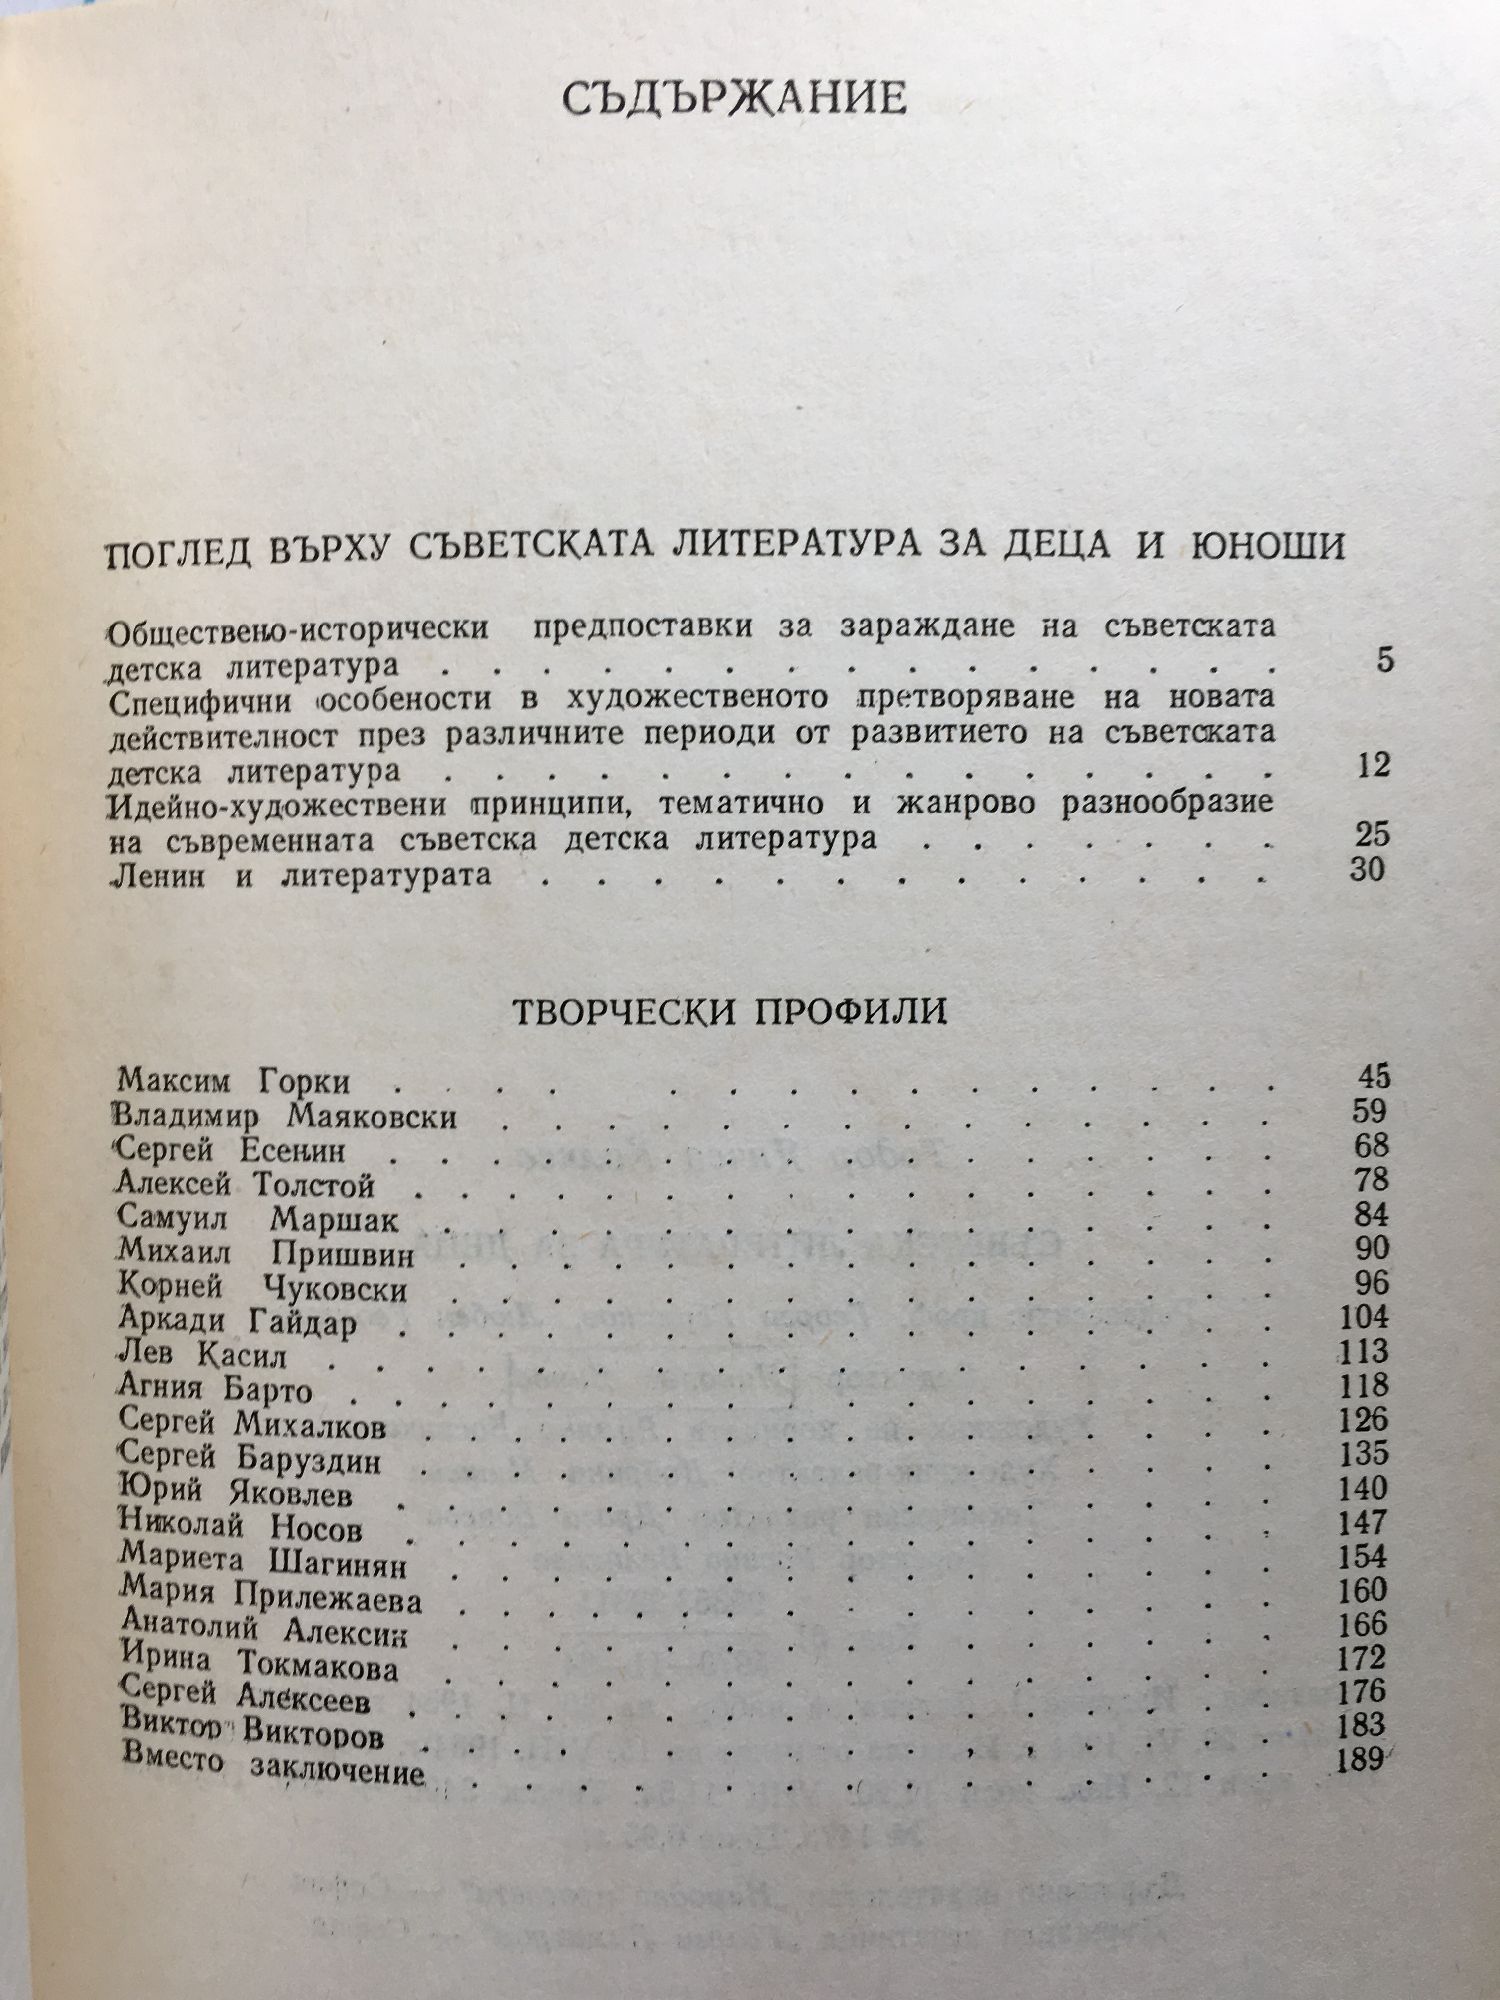 СЪДЪРЖАНИЕ
ПОГЛЕД ВЪРХУ СЪВЕТСКАТА ЛИТЕРАТУРА ЗА ДЕЦА И ЮНОШИ
Обществено-исторически предпоставки за зараждане на съветската
детска литература . . . . . . . . . . . . . . 5
Специфични особености в художественото претворяване на новата
действителност през различните периоди от развитието на съветската
детска литература . . . . . . . . . . . . . . 12
Идейно-художествени принципи, тематично и жанрово разнообразие
на съвременната съветска детска литература . . . . . . . 25
Ленин и литературата . . . . . . . . . . . . . 30
ТВОРЧЕСКИ ПРОФИЛИ
Максим Горки . . . . . . . . . . . . . . . 45
Владимир Маяковски . . . . . . . . . . . . . 59
Сергей Есенин . . . . . . . . . . . . . . . 68
Алексей Толстой . . . . . . . . . . . . . . . 78
Самуил Маршак . . . . . . . . . . . . . . 84
Михаил Пришвин . . . . . . . . . . . . . . 90
Корней Чуковски . . . . . . . . . . . . . . 96
Аркади Гайдар . . . . . . . . . . . . . . . 104
Лев Касил . . . . . . . . . . . . . . . . 113
Агния Барто . . . . . . . . . . . . . . . . 118
Сергей Михалков . . . . . . . . . . . . . . 126
Сергей Баруздин . . . . . . . . . . . . . . 135
Юрий Яковлев . . . . . . . . . . . . . . . 140
Николай Носов . . . . . . . . . . . . . . . 147
Мариета Шагинян . . . . . . . . . . . . . . 154
Мария Прилежаева . . . . . . . . . . . . . . 160
Анатолий Алексин . . . . . . . . . . . . . . 166
Ирина Токмакова . . . . . . . . . . . . . . 172
Сергей Алексеев . . . . . . . . . . . . . . . 176
Виктор Викторов . . . . . . . . . . . . . . 183
Вместо заключение . . . . . . . . . . . . . . 189